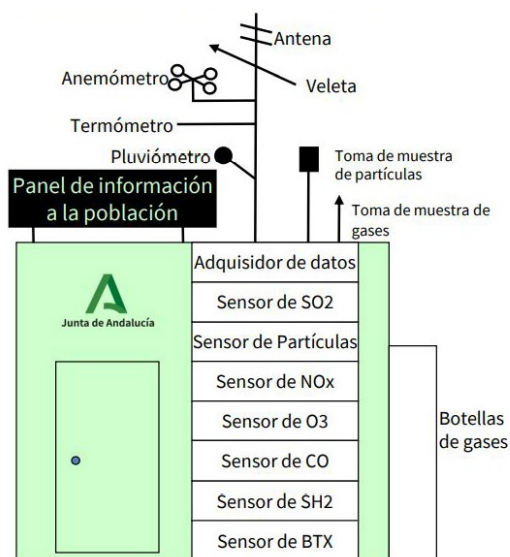 Antena
Anemómetro
Veleta
Termómetro
Pluviómetro
Toma de muestra
de partículas
Panel de información
a la población
Toma de muestra de
gases
Adquisidor de datos
Junta de Andalucía
Sensor de SO2
Sensor de Partículas
Sensor de NOx
Sensor de O3
Sensor de CO
Sensor de SH2
Sensor de BTX
Botellas
de gases